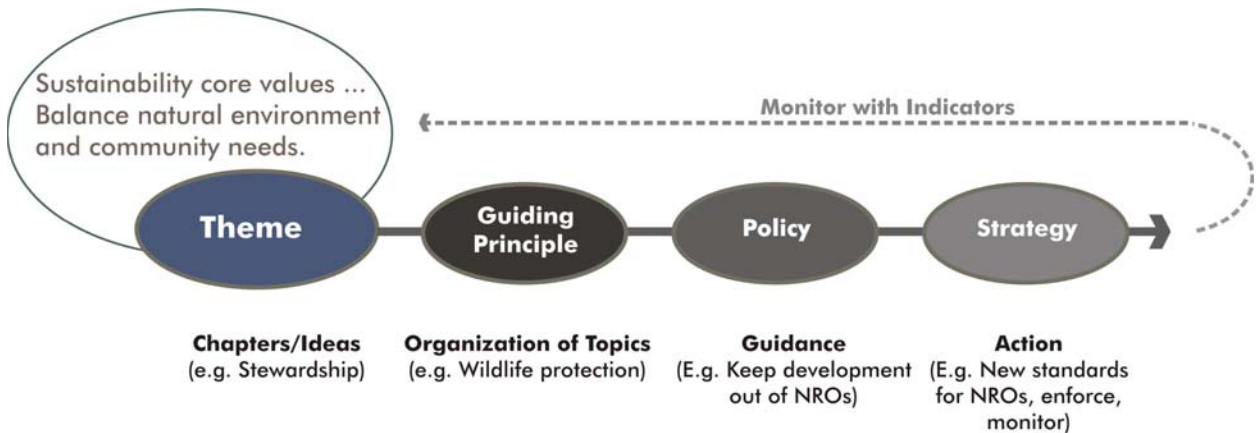 Sustainability core values ...
Balance natural environment
and community needs.
Monitor with Indicators
Theme
Guiding
Principle
Policy
Strategy
Chapters/Ideas
(e.g. Stewardship)
Organization of Topics
(e.g. Wildlife protection)
Guidance
(E.g. Keep development
out of NROs)
Action
(E.g. New standards
for NROs, enforce,
monitor)